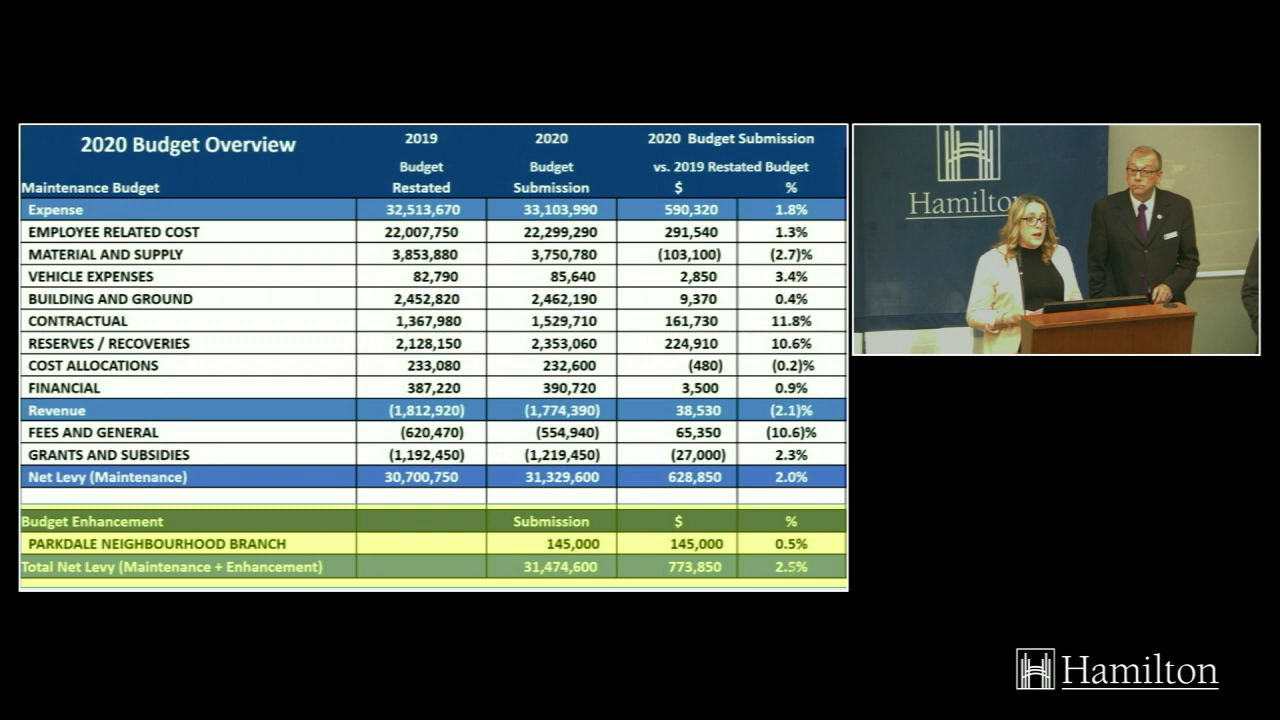 2020 Budget Overview 2019 2020 2020 Budget Submission
Budget Budget vs. 2019 Restated Budget
Maintenance Budget Restated Submission $ %
Expense 32,513,670 33,103,990 590,320 1.8%
EMPLOYEE RELATED COST 22,007,750 22,299,290 291,540 1.3%
MATERIAL AND SUPPLY 3,853,880 3,750,780 (103,100) (2.7)%
VEHICLE EXPENSES 82,790 85,640 2,850 3.4%
BUILDING AND GROUND 2,452,820 2,462,190 9,370 0.4%
CONTRACTUAL 1,367,980 1,529,710 161,730 11.8%
RESERVES / RECOVERIES 2,128,150 2,353,060 224,910 10.6%
COST ALLOCATIONS 233,080 232,600 (480) (0.2)%
FINANCIAL 387,220 390,720 3,500 0.9%
Revenue (1,812,920) (1,774,390) 38,530 (2.1)%
FEES AND GENERAL (620,470) (554,940) 65,350 (10.6)%
GRANTS AND SUBSIDIES (1,192,450) (1,219,450) (27,000) 2.3%
Net Levy (Maintenance) 30,700,750 31,329,600 628,850 2.0%
Budget Enhancement Submission $ %
PARKDALE NEIGHBOURHOOD BRANCH 145,000 145,000 0.5%
Total Net Levy (Maintenance + Enhancement) 31,474,600 773,850 2.5%
Hamilton
Hamilton